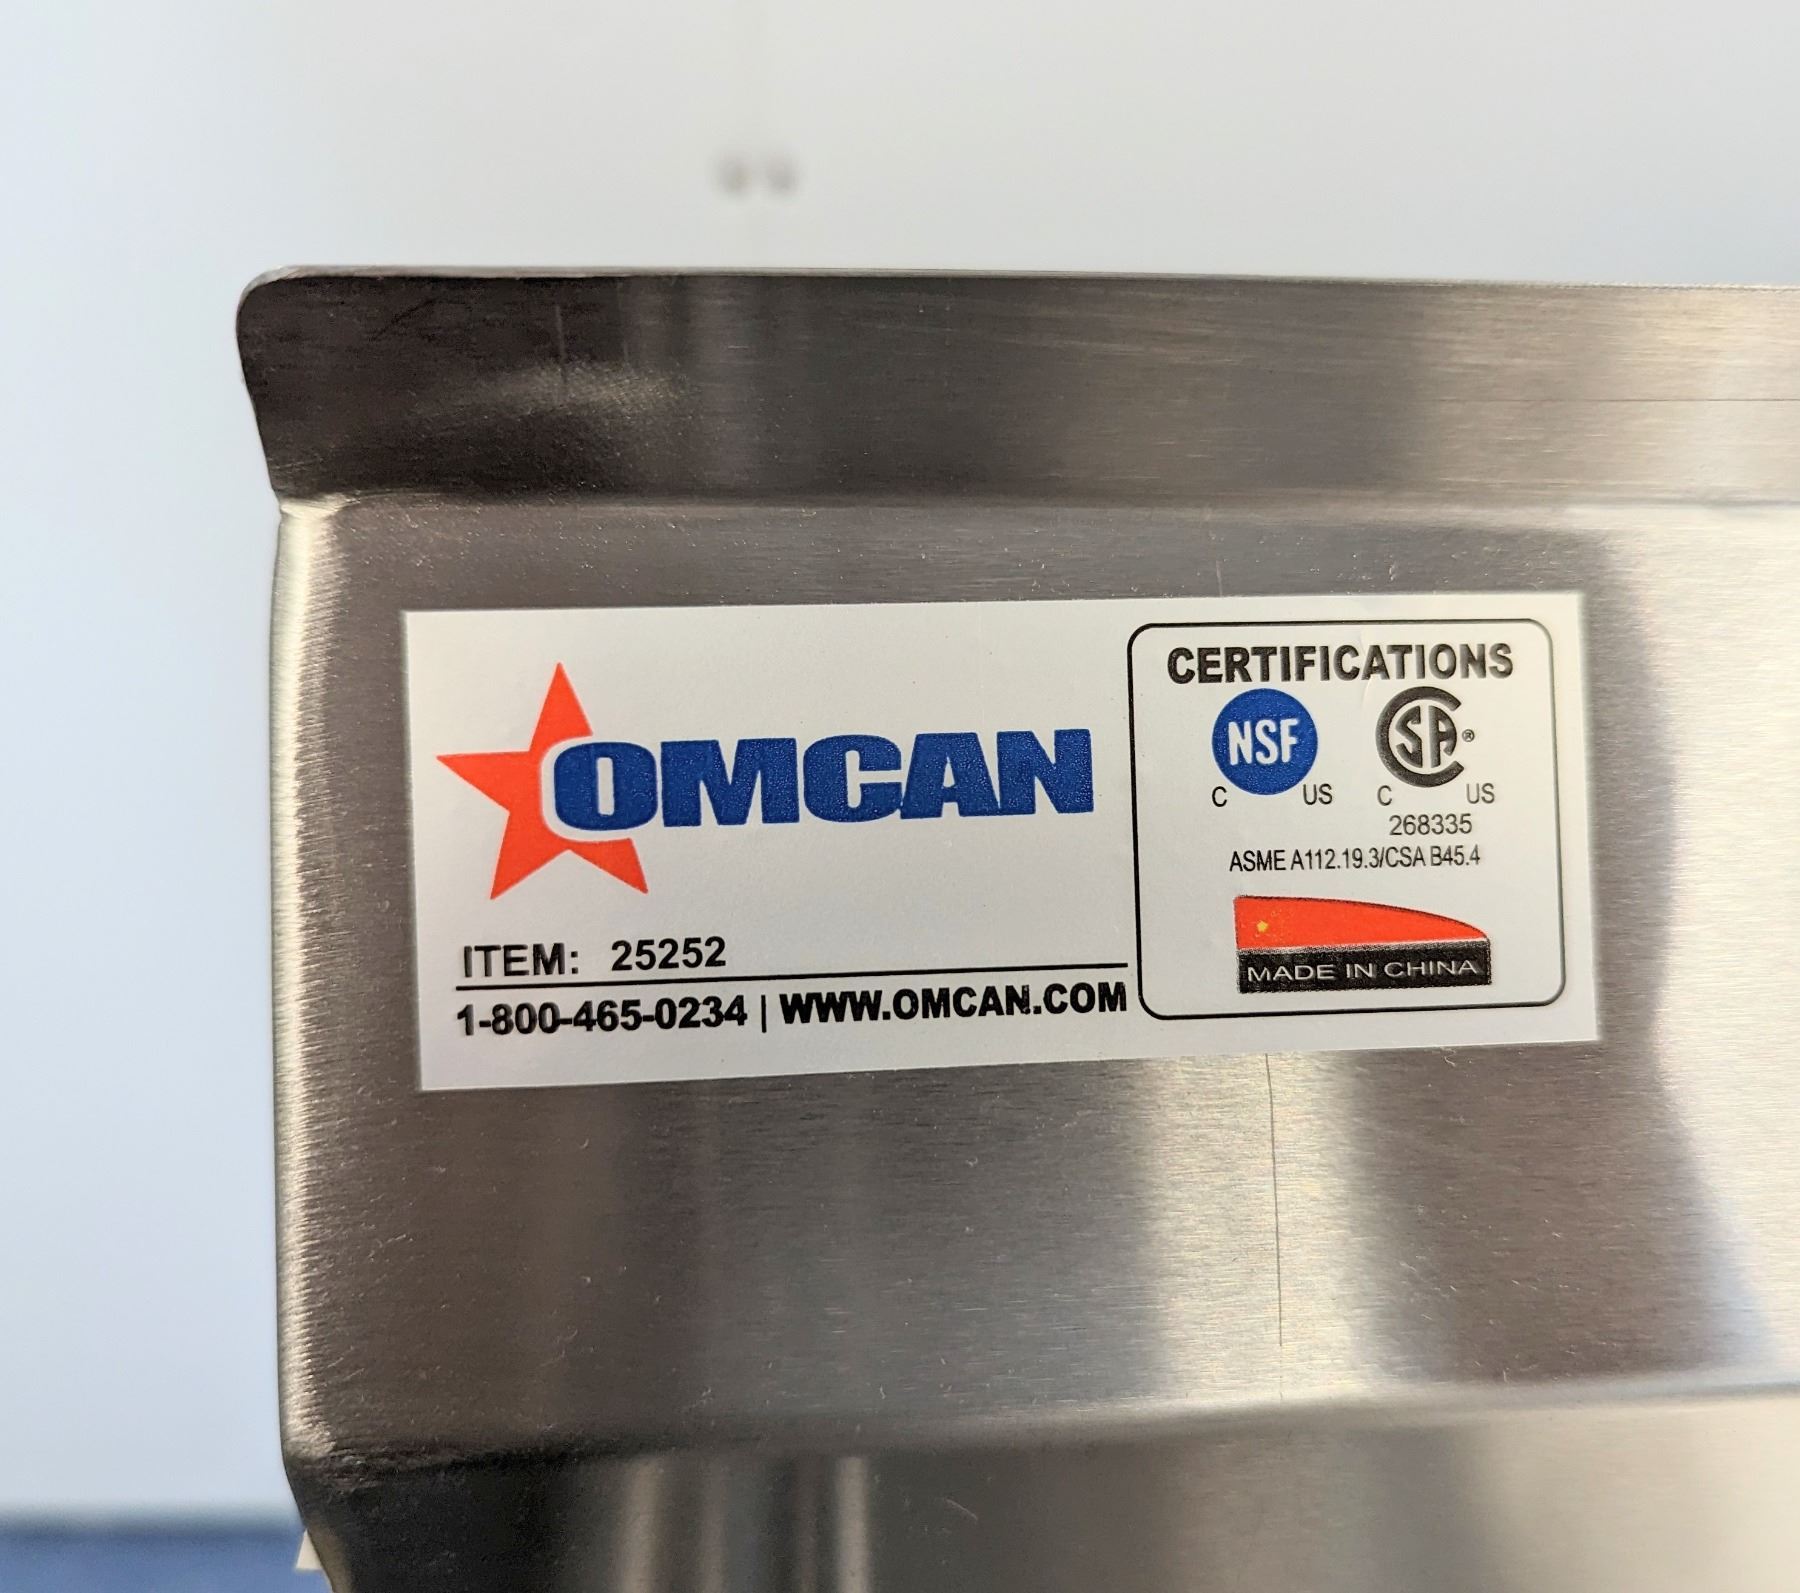 OMCAN
ITEM: 25252
1-800-465-0234 | WWW.OMCAN.COM
CERTIFICATIONS
NSF
C US
CSA®
C US
268335
ASME A112.19.3/CSA B45.4
MADE IN CHINA